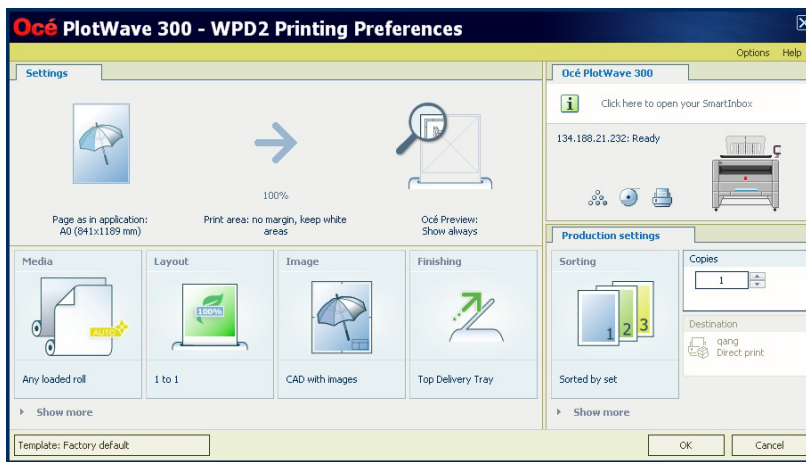 Océ PlotWave 300 - WPD2 Printing Preferences
Options Help
Settings
100%
Page as in application:
A0 (841x1189 mm)
Print area: no margin, keep white
areas
Océ Preview:
Show always
Océ PlotWave 300
i
Click here to open your SmartInbox
134.188.21.232: Ready
Media
AUTO
Any loaded roll
Layout
100%
1 to 1
Image
CAD with images
Finishing
Top Delivery Tray
Show more
Production settings
Sorting
1 2 3
Sorted by set
Copies
1
Destination
qang
Direct print
Show more
Template: Factory default
OK
Cancel